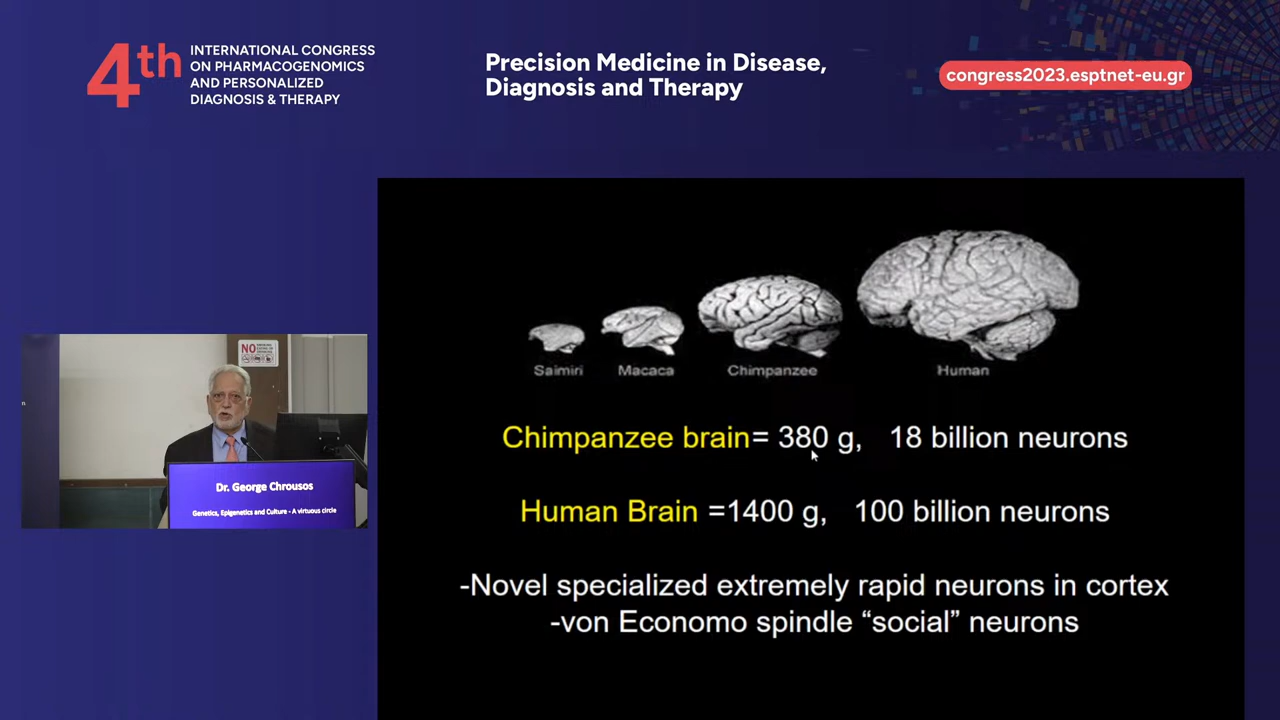 4th
INTERNATIONAL CONGRESS
ON PHARMACOGENOMICS
AND PERSONALIZED
DIAGNOSIS & THERAPY
Precision Medicine in Disease,
Diagnosis and Therapy
congress2023.esptnet-eu.gr
Saimiri
Macaca
Chimpanzee
Human
Chimpanzee brain= 380 g, 18 billion neurons
Human Brain =1400 g, 100 billion neurons
-Novel specialized extremely rapid neurons in cortex
-von Economo spindle “social” neurons
NO
Dr. George Chrousos
Genetics, Epigenetics and Culture - A virtuous circle